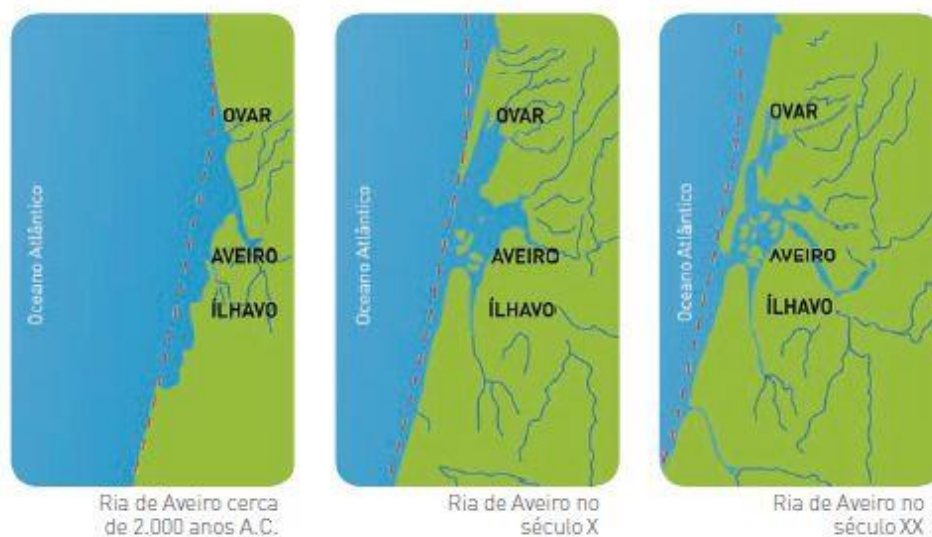 Oceano Atlântico
OVAR
AVEIRO
ÍLHAVO
Ria de Aveiro cerca
de 2.000 anos A.C.
Oceano Atlântico
OVAR
AVEIRO
ÍLHAVO
Ria de Aveiro no
século X
Oceano Atlântico
OVAR
AVEIRO
ÍLHAVO
Ria de Aveiro no
século XX